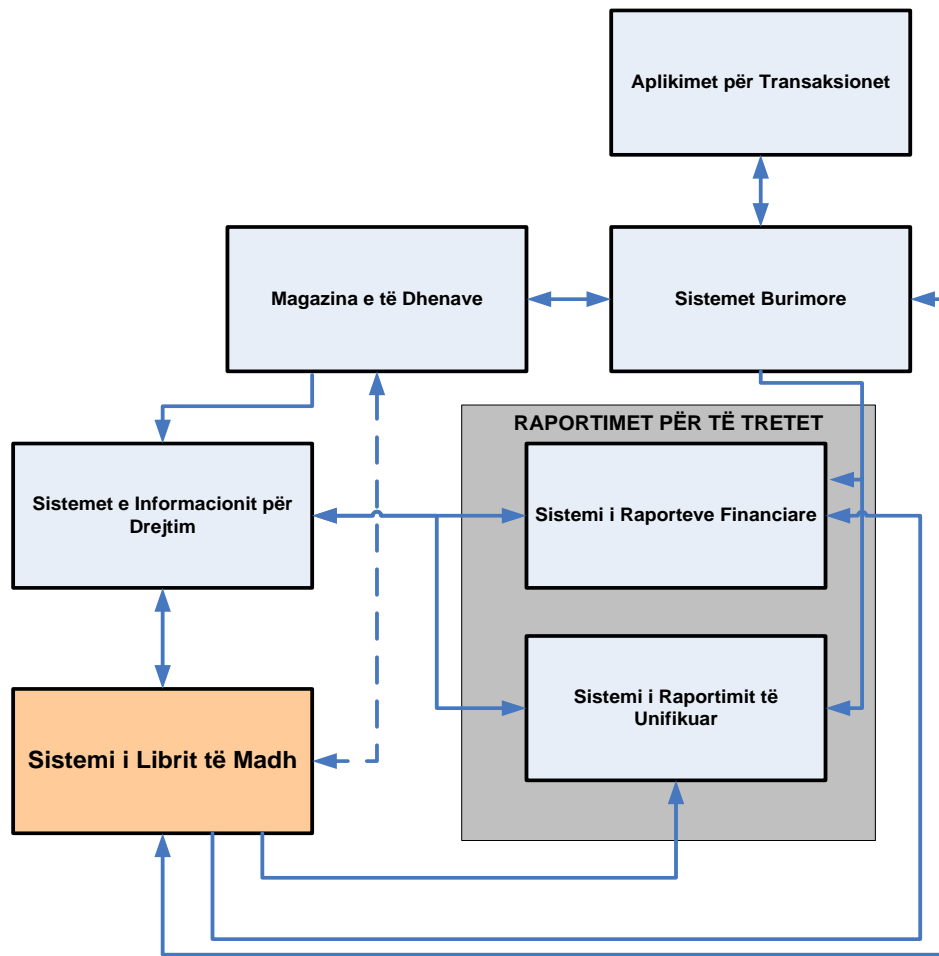 Aplikimet për Transaksionet
Magazina e të Dhenave
Sistemet Burimore
RAPORTIMET PËR TË TRETET
Sistemet e Informacionit për
Drejtim
Sistemi i Raporteve Financiare
Sistemi i Raportimit të
Unifikuar
Sistemi i Librit të Madh